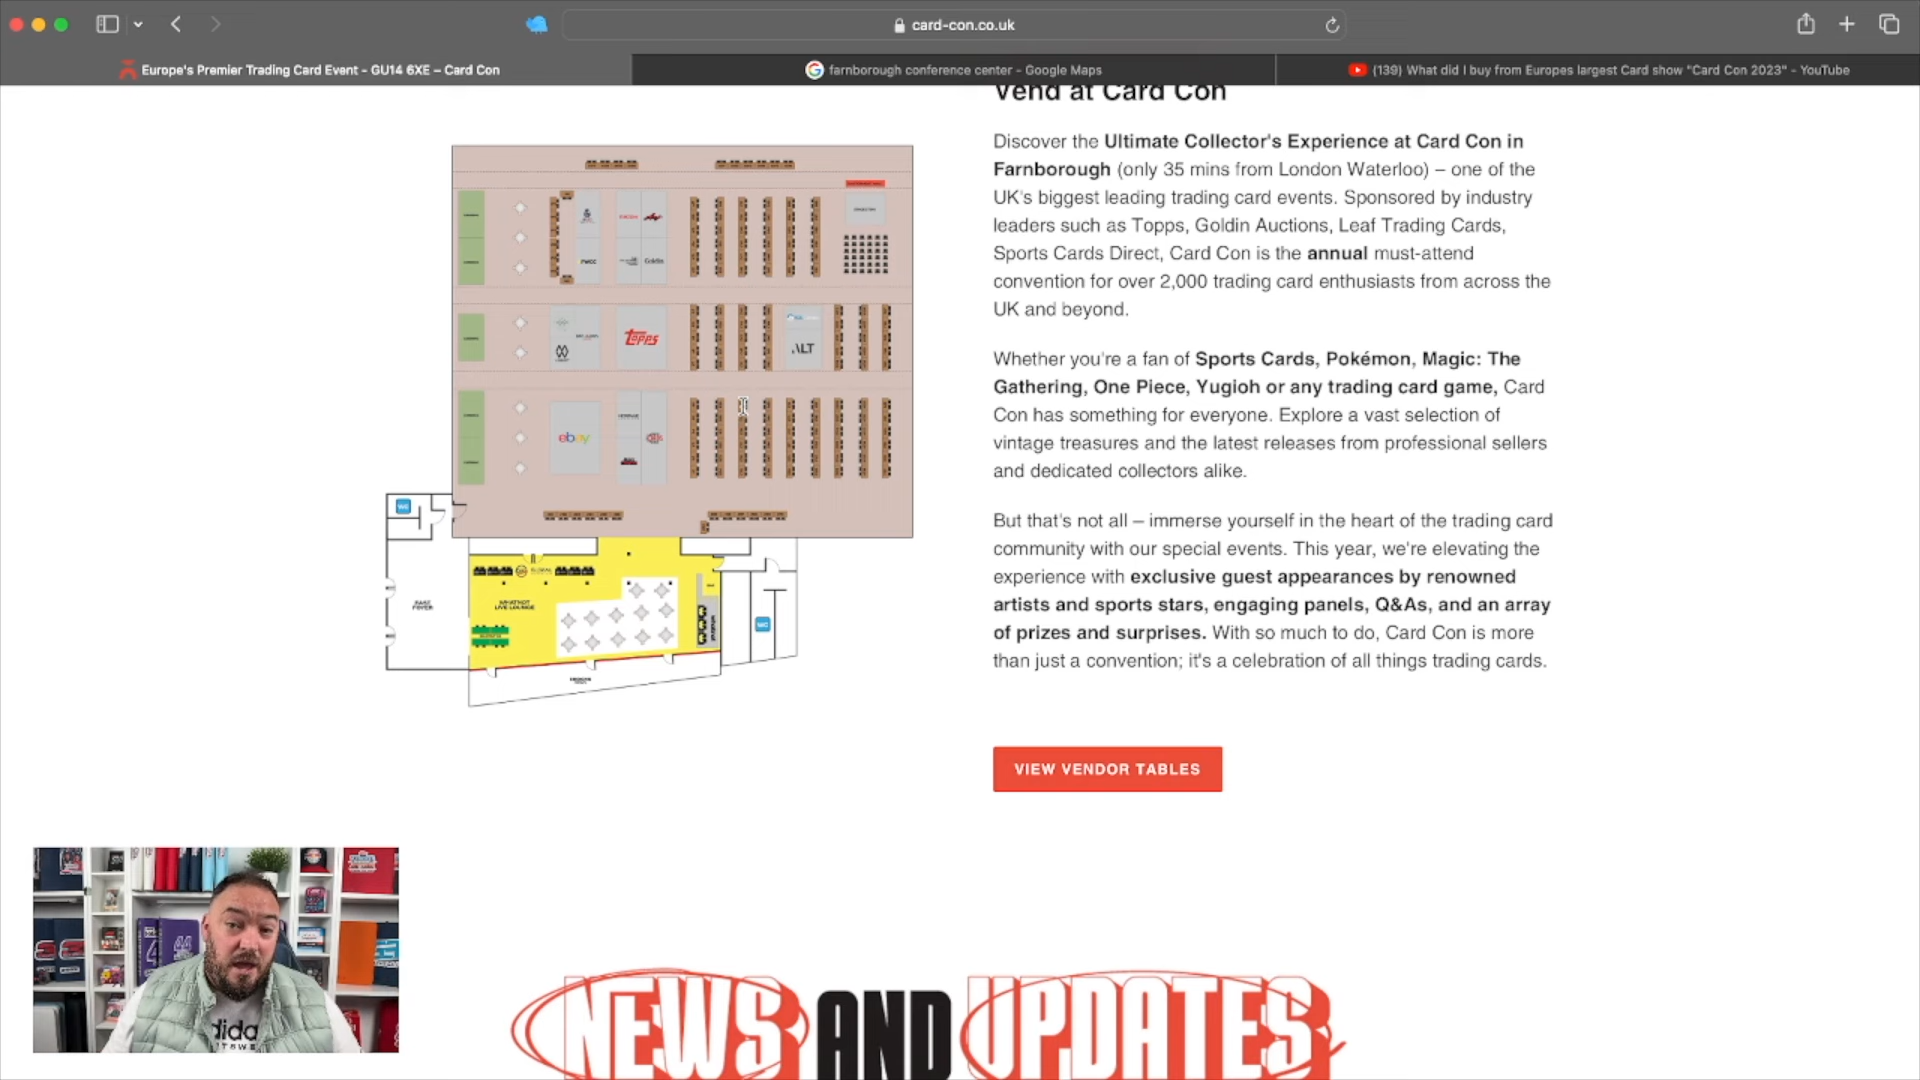 card-con.co.uk
Europe's Premier Trading Card Event - GU14 6XE – Card Con
farnborough conference center - Google Maps
(139) What did I buy from Europes largest Card show "Card Con 2023" - YouTube
Vend at Card Con
Discover the Ultimate Collector's Experience at Card Con in
Farnborough (only 35 mins from London Waterloo) – one of the
UK's biggest leading trading card events. Sponsored by industry
leaders such as Topps, Goldin Auctions, Leaf Trading Cards,
Sports Cards Direct, Card Con is the annual must-attend
convention for over 2,000 trading card enthusiasts from across the
UK and beyond.
Whether you're a fan of Sports Cards, Pokémon, Magic: The
Gathering, One Piece, Yugioh or any trading card game, Card
Con has something for everyone. Explore a vast selection of
vintage treasures and the latest releases from professional sellers
and dedicated collectors alike.
But that's not all – immerse yourself in the heart of the trading card
community with our special events. This year, we're elevating the
experience with exclusive guest appearances by renowned
artists and sports stars, engaging panels, Q&As, and an array
of prizes and surprises. With so much to do, Card Con is more
than just a convention; it's a celebration of all things trading cards.
VIEW VENDOR TABLES
PWCC
Goldin
Topps
ALT
ebay
WC
GLOBAL
EAST
FOYER
WHATNOT
LIVE LOUNGE
WC
NEWS AND UPDATES
44